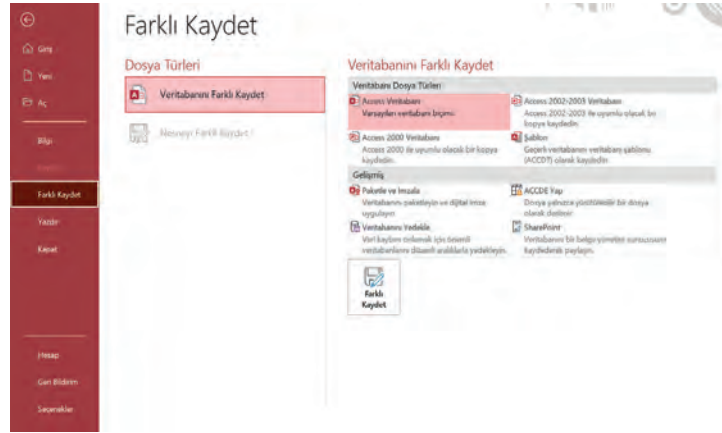 Farklı Kaydet
Giriş
Yeni
Aç
Bilgi
Farklı Kaydet
Yazdır
Kapat
Hesap
Geri Bildirim
Seçenekler
Dosya Türleri
Veritabanını Farklı Kaydet
Nesneyi Farklı Kaydet
Veritabanını Farklı Kaydet
Veritabanı Dosya Türleri
Access Veritabanı
Varsayılan veritabanı biçimi.
Access 2002-2003 Veritabanı
Access 2002-2003 ile uyumlu olacak bir
kopya kaydedin.
Access 2000 Veritabanı
Access 2000 ile uyumlu olacak bir kopya
kaydedin.
Şablon
Geçerli veritabanını veritabanı şablonu
(ACCDT) olarak kaydedin.
Gelişmiş
Paketle ve İmzala
Veritabanını paketleyin ve dijital imza
uygulayın
ACCDE Yap
Dosya yalnızca yürütülebilir bir dosya
olarak derlenir.
Veritabanını Yedekle
Veri kaybını önlemek için önemli
veritabanlarını düzenli aralıklarla yedekleyin.
SharePoint
Veritabanını bir belge yönetim sunucusuna
kaydederek paylaşın.
Farklı
Kaydet